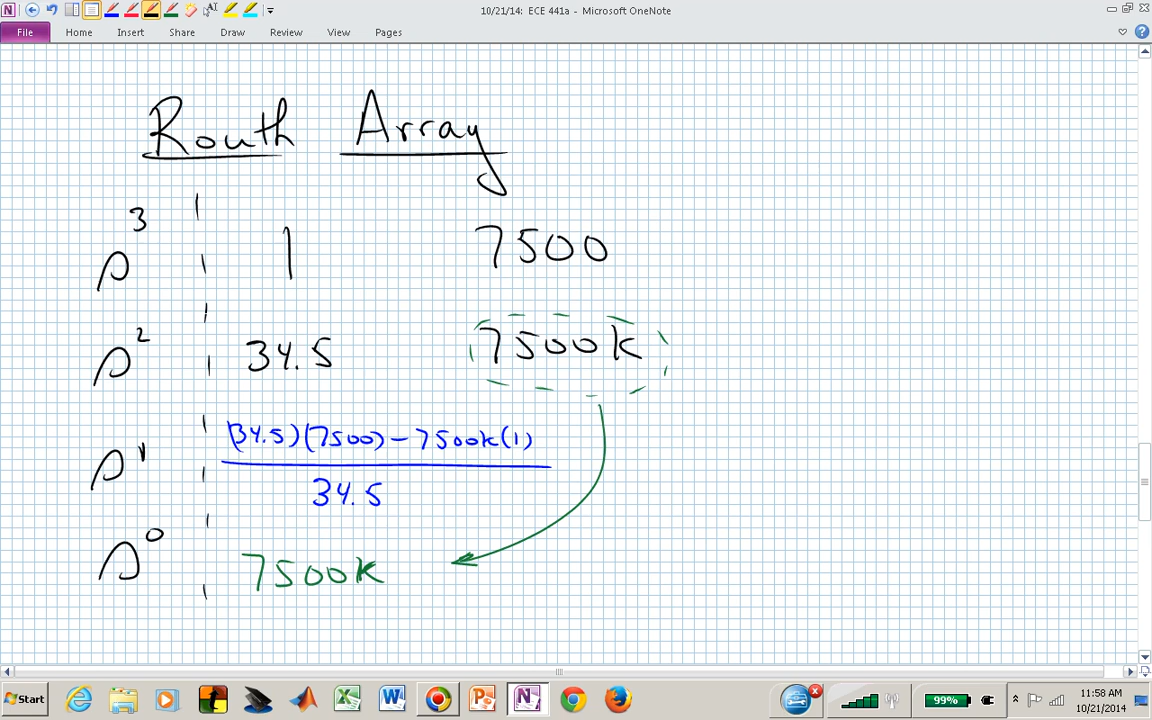 10/21/14: ECE 441a - Microsoft OneNote
File Home Insert Share Draw Review View Pages
Routh Array
s³ 1 7500
s² 34.5 7500k
s¹ (34.5)(7500) - 7500k(1)
34.5
s⁰ 7500k
Start 99% 11:58 AM
10/21/2014